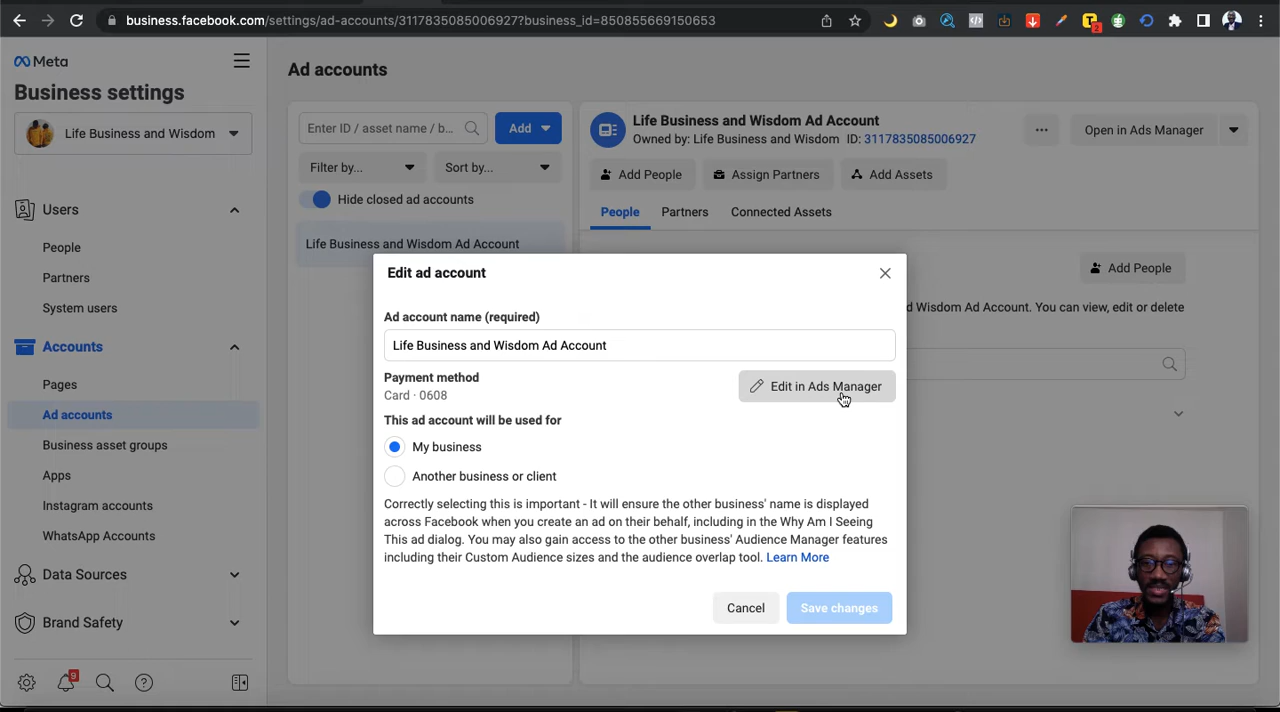 business.facebook.com/settings/ad-accounts/3117835085006927?business_id=850855669150653
T
2
Meta
Business settings
Life Business and Wisdom
Users
People
Partners
System users
Accounts
Pages
Ad accounts
Business asset groups
Apps
Instagram accounts
WhatsApp Accounts
Data Sources
Brand Safety
9
Ad accounts
Enter ID / asset name / b...
Add
Filter by...
Sort by...
Hide closed ad accounts
Life Business and Wisdom Ad Account
Life Business and Wisdom Ad Account
Owned by: Life Business and Wisdom ID: 3117835085006927
Open in Ads Manager
Add People
Assign Partners
Add Assets
People
Partners
Connected Assets
Add People
d Wisdom Ad Account. You can view, edit or delete
Edit ad account
Ad account name (required)
Life Business and Wisdom Ad Account
Payment method
Card · 0608
Edit in Ads Manager
This ad account will be used for
My business
Another business or client
Correctly selecting this is important - It will ensure the other business' name is displayed
across Facebook when you create an ad on their behalf, including in the Why Am I Seeing
This ad dialog. You may also gain access to the other business' Audience Manager features
including their Custom Audience sizes and the audience overlap tool. Learn More
Cancel
Save changes